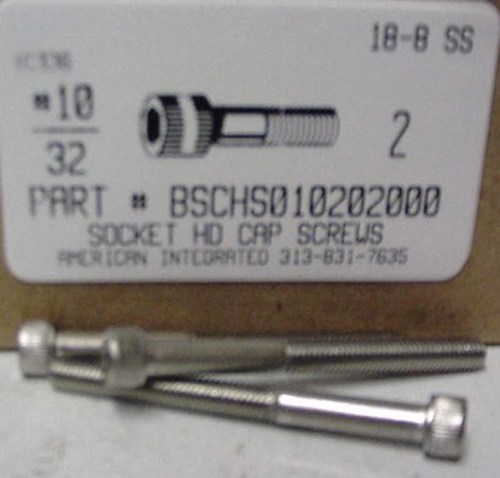 18-8 SS
#10
32
2
PART # BSCHS010202000
SOCKET HD CAP SCREWS
AMERICAN INTEGRATED 313-831-7635